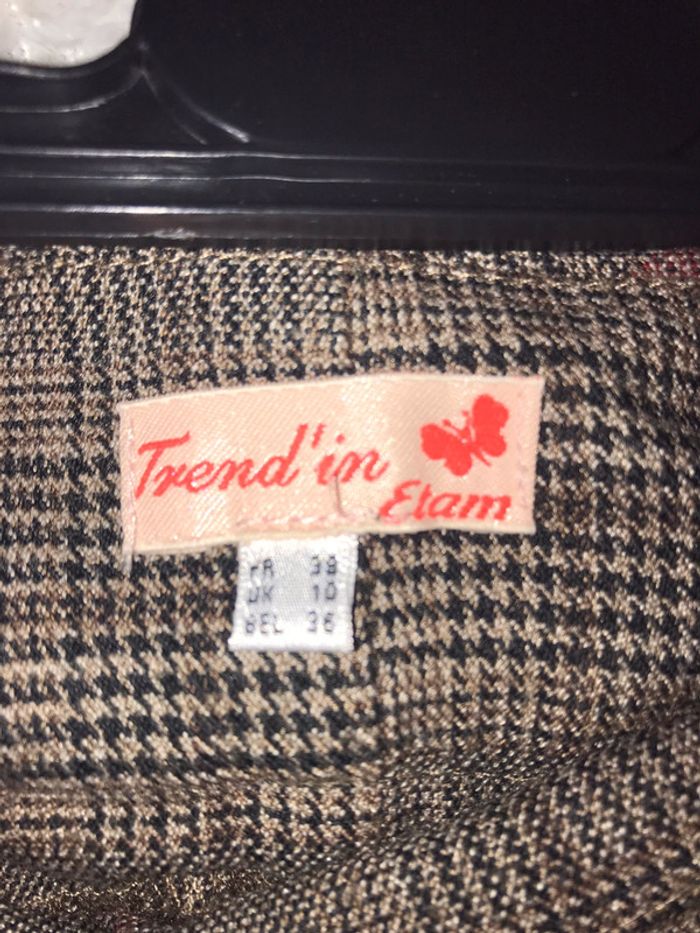 Trend'in
Etam
FR 38
UK 10
BEL 36